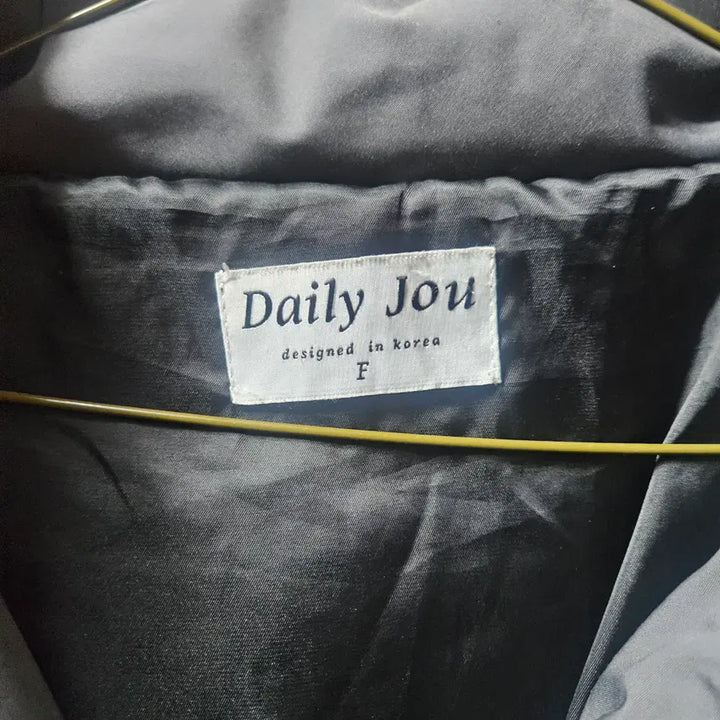 Daily Jou
designed in korea
F